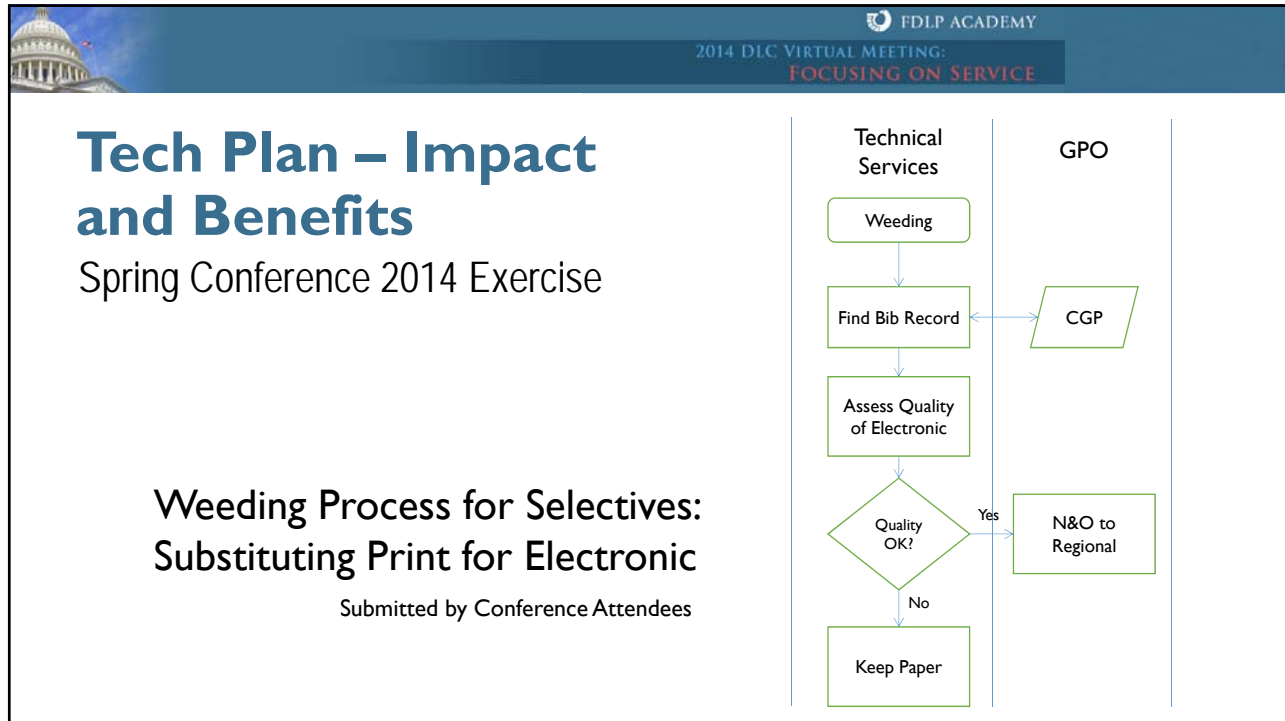 FDLP ACADEMY
2014 DLC VIRTUAL MEETING:
FOCUSING ON SERVICE
Tech Plan – Impact
and Benefits
Spring Conference 2014 Exercise
Weeding Process for Selectives:
Substituting Print for Electronic
Submitted by Conference Attendees
Technical
Services
GPO
Weeding
Find Bib Record
CGP
Assess Quality
of Electronic
Quality
OK?
Yes
N&O to
Regional
No
Keep Paper